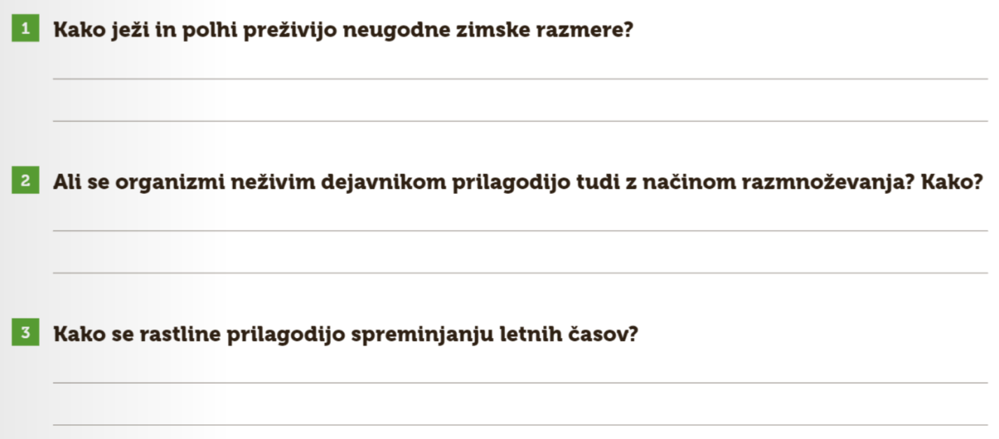 1 Kako ježi in polhi preživijo neugodne zimske razmere?
2 Ali se organizmi neživim dejavnikom prilagodijo tudi z načinom razmnoževanja? Kako?
3 Kako se rastline prilagodijo spreminjanju letnih časov?